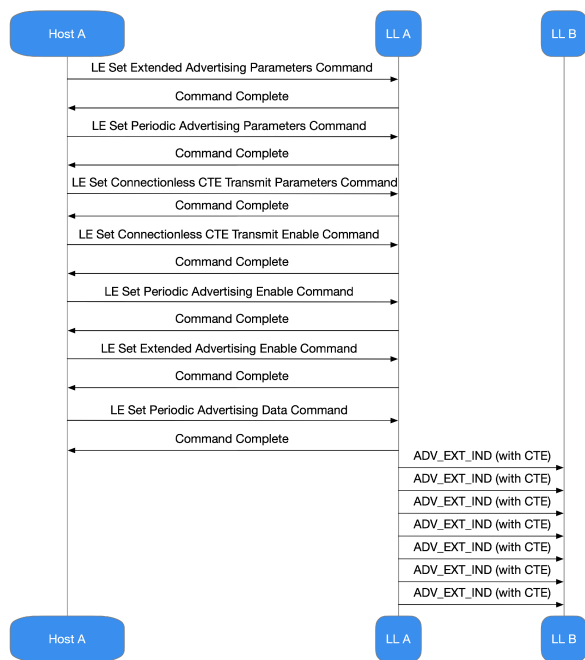 Host A
LL A
LL B
LE Set Extended Advertising Parameters Command
Command Complete
LE Set Periodic Advertising Parameters Command
Command Complete
LE Set Connectionless CTE Transmit Parameters Command
Command Complete
LE Set Connectionless CTE Transmit Enable Command
Command Complete
LE Set Periodic Advertising Enable Command
Command Complete
LE Set Extended Advertising Enable Command
Command Complete
LE Set Periodic Advertising Data Command
Command Complete
ADV_EXT_IND (with CTE)
ADV_EXT_IND (with CTE)
ADV_EXT_IND (with CTE)
ADV_EXT_IND (with CTE)
ADV_EXT_IND (with CTE)
ADV_EXT_IND (with CTE)
ADV_EXT_IND (with CTE)
Host A
LL A
LL B